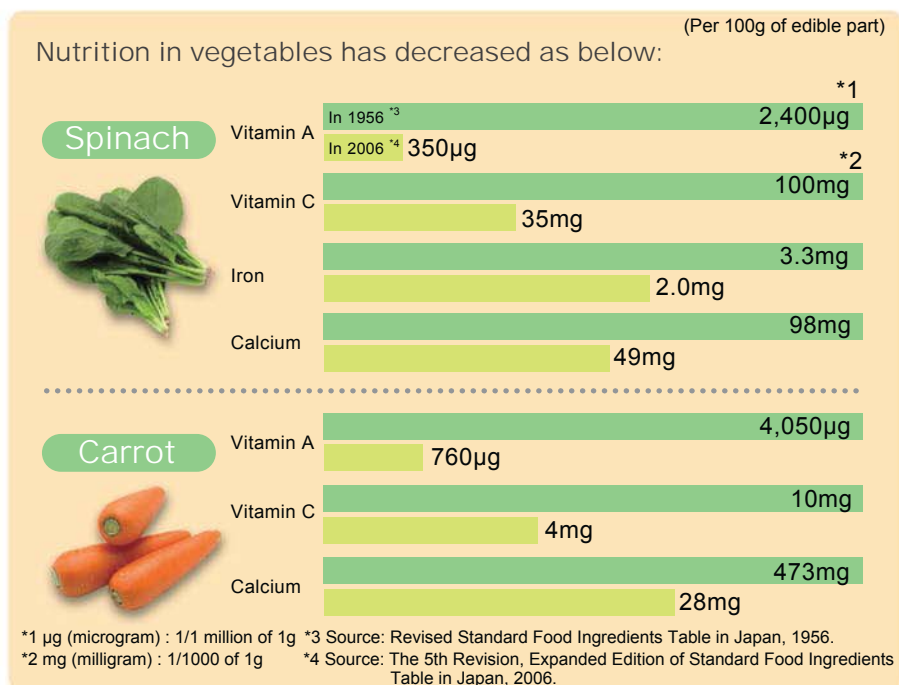 (Per 100g of edible part)
Nutrition in vegetables has decreased as below:
*1
Spinach
Vitamin A
In 1956 *3
2,400µg
In 2006 *4
350µg
*2
Vitamin C
100mg
35mg
Iron
3.3mg
2.0mg
Calcium
98mg
49mg
Carrot
Vitamin A
4,050µg
760µg
Vitamin C
10mg
4mg
Calcium
473mg
28mg
*1 µg (microgram) : 1/1 million of 1g
*3 Source: Revised Standard Food Ingredients Table in Japan, 1956.
*2 mg (milligram) : 1/1000 of 1g
*4 Source: The 5th Revision, Expanded Edition of Standard Food Ingredients
Table in Japan, 2006.